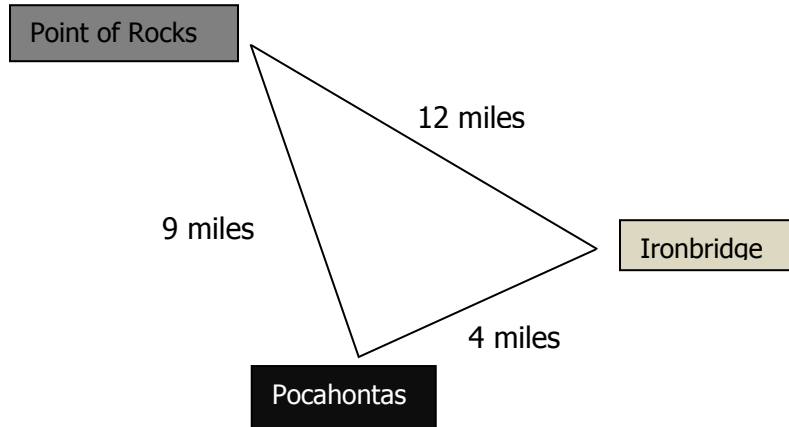 Point of Rocks
12 miles
9 miles
Ironbridge
4 miles
Pocahontas